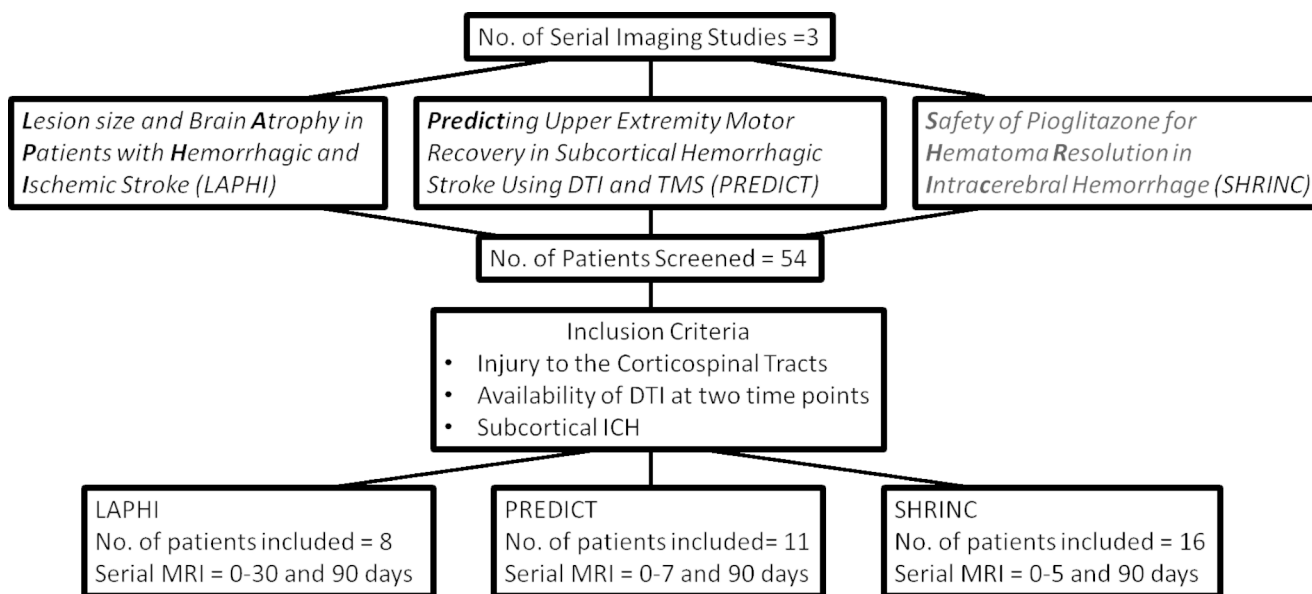 No. of Serial Imaging Studies =3
Lesion size and Brain Atrophy in
Patients with Hemorrhagic and
Ischemic Stroke (LAPHI)
Predicting Upper Extremity Motor
Recovery in Subcortical Hemorrhagic
Stroke Using DTI and TMS (PREDICT)
Safety of Pioglitazone for
Hematoma Resolution in
Intracerebral Hemorrhage (SHRINC)
No. of Patients Screened = 54
Inclusion Criteria
• Injury to the Corticospinal Tracts
• Availability of DTI at two time points
• Subcortical ICH
LAPHI
No. of patients included = 8
Serial MRI = 0-30 and 90 days
PREDICT
No. of patients included= 11
Serial MRI = 0-7 and 90 days
SHRINC
No. of patients included = 16
Serial MRI = 0-5 and 90 days